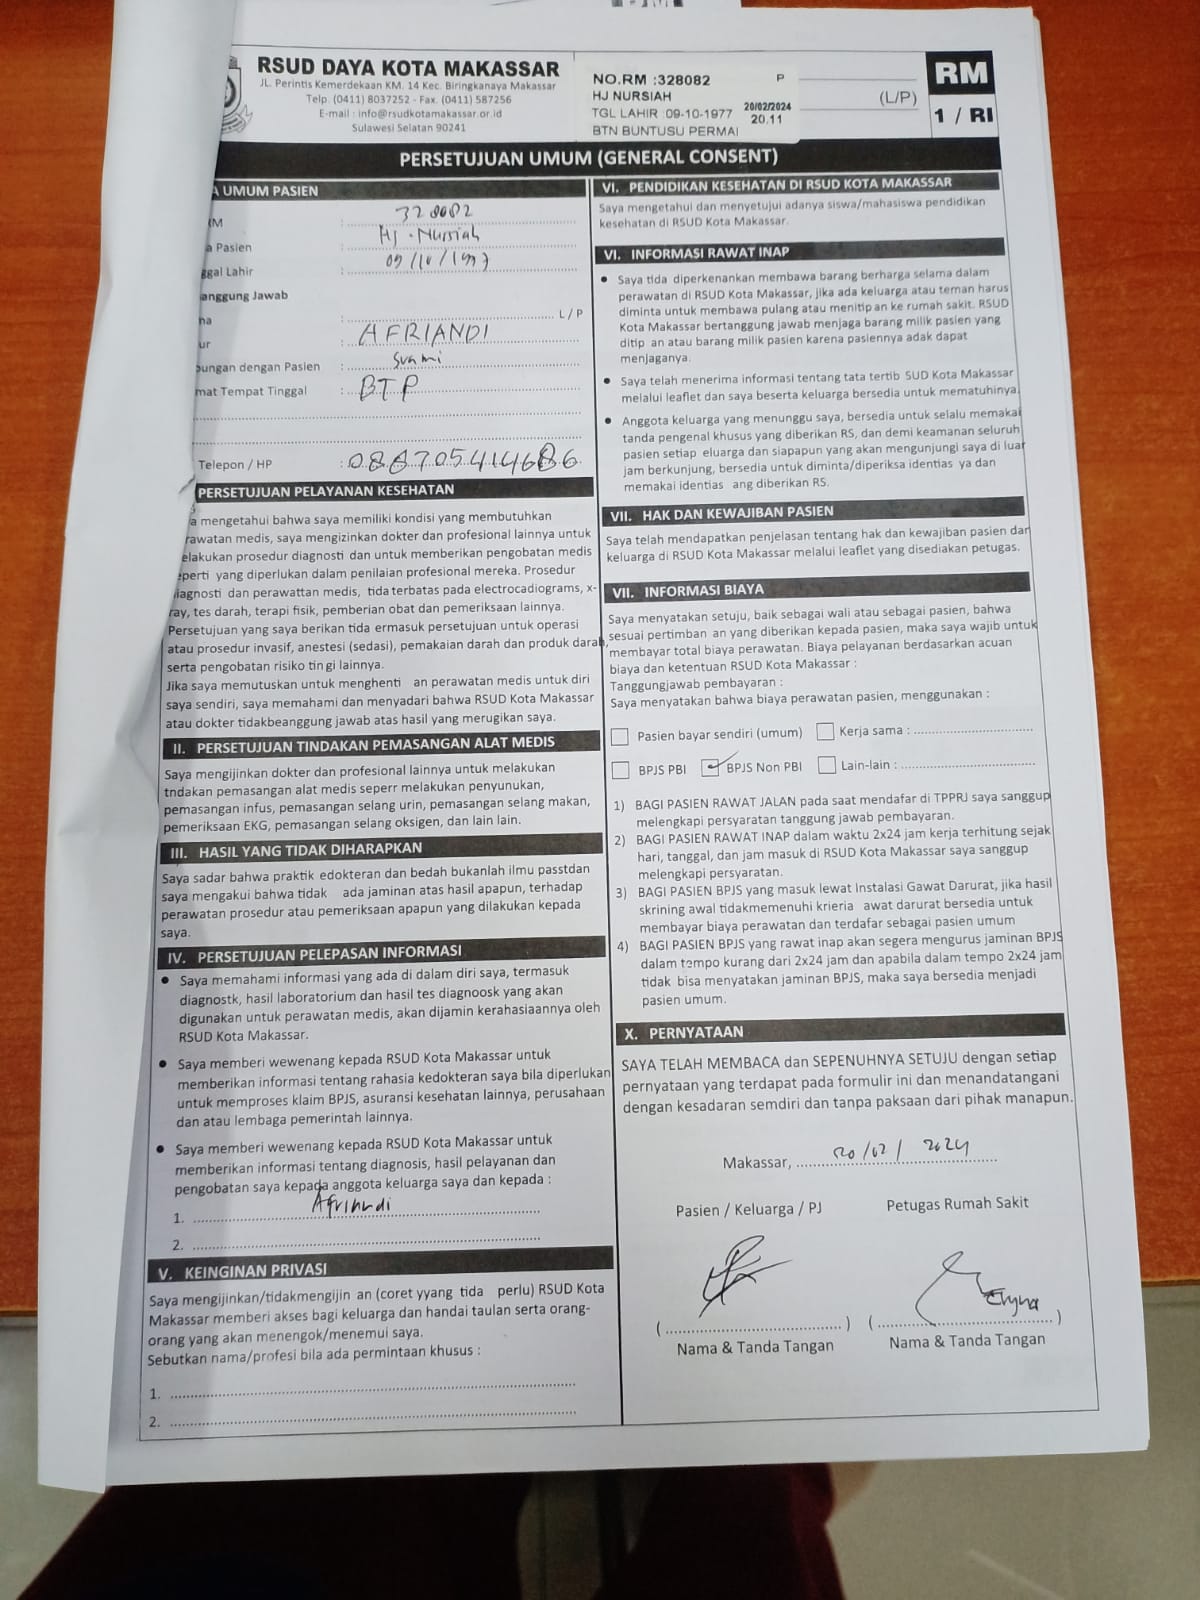 RSUD DAYA KOTA MAKASSAR
JL. Perintis Kemerdekaan KM. 14 Kec. Biringkanaya Makassar
Telp. (0411) 8037252 - Fax. (0411) 587256
E-mail : info@rsudkotamakassar.or.id
Sulawesi Selatan 90241
NO.RM :328082 P
HJ NURSIAH
TGL LAHIR :09-10-1977
BTN BUNTUSU PERMAI
20/02/2024
20.11
(L/P)
RM
1 / RI
PERSETUJUAN UMUM (GENERAL CONSENT)
A UMUM PASIEN
RM : 328082
a Pasien : Hj. Nursiah
ggal Lahir : 09/10/1977
anggung Jawab
na : L / P
ur : AFRIANDI
bungan dengan Pasien : Suami
mat Tempat Tinggal : BTP
Telepon / HP : 088705414686
PERSETUJUAN PELAYANAN KESEHATAN
a mengetahui bahwa saya memiliki kondisi yang membutuhkan
rawatan medis, saya mengizinkan dokter dan profesional lainnya untuk
elakukan prosedur diagnosti dan untuk memberikan pengobatan medis
eperti yang diperlukan dalam penilaian profesional mereka. Prosedur
iagnosti dan perawattan medis, tida terbatas pada electrocadiograms, x-
ray, tes darah, terapi fisik, pemberian obat dan pemeriksaan lainnya.
Persetujuan yang saya berikan tida ermasuk persetujuan untuk operasi
atau prosedur invasif, anestesi (sedasi), pemakaian darah dan produk darah,
serta pengobatan risiko tin gi lainnya.
Jika saya memutuskan untuk menghenti an perawatan medis untuk diri
saya sendiri, saya memahami dan menyadari bahwa RSUD Kota Makassar
atau dokter tidakbeanggung jawab atas hasil yang merugikan saya.
II. PERSETUJUAN TINDAKAN PEMASANGAN ALAT MEDIS
Saya mengijinkan dokter dan profesional lainnya untuk melakukan
tndakan pemasangan alat medis seperr melakukan penyunukan,
pemasangan infus, pemasangan selang urin, pemasangan selang makan,
pemeriksaan EKG, pemasangan selang oksigen, dan lain lain.
III. HASIL YANG TIDAK DIHARAPKAN
Saya sadar bahwa praktik edokteran dan bedah bukanlah ilmu passtdan
saya mengakui bahwa tidak ada jaminan atas hasil apapun, terhadap
perawatan prosedur atau pemeriksaan apapun yang dilakukan kepada
saya.
IV. PERSETUJUAN PELEPASAN INFORMASI
• Saya memahami informasi yang ada di dalam diri saya, termasuk
diagnostk, hasil laboratorium dan hasil tes diagnoosk yang akan
digunakan untuk perawatan medis, akan dijamin kerahasiaannya oleh
RSUD Kota Makassar.
• Saya memberi wewenang kepada RSUD Kota Makassar untuk
memberikan informasi tentang rahasia kedokteran saya bila diperlukan
untuk memproses klaim BPJS, asuransi kesehatan lainnya, perusahaan
dan atau lembaga pemerintah lainnya.
• Saya memberi wewenang kepada RSUD Kota Makassar untuk
memberikan informasi tentang diagnosis, hasil pelayanan dan
pengobatan saya kepada anggota keluarga saya dan kepada :
1. Afriandi
2.
V. KEINGINAN PRIVASI
Saya mengijinkan/tidakmengijin an (coret yyang tida perlu) RSUD Kota
Makassar memberi akses bagi keluarga dan handai taulan serta orang-
orang yang akan menengok/menemui saya.
Sebutkan nama/profesi bila ada permintaan khusus :
1.
2.
VI. PENDIDIKAN KESEHATAN DI RSUD KOTA MAKASSAR
Saya mengetahui dan menyetujui adanya siswa/mahasiswa pendidikan
kesehatan di RSUD Kota Makassar.
VI. INFORMASI RAWAT INAP
• Saya tida diperkenankan membawa barang berharga selama dalam
perawatan di RSUD Kota Makassar, jika ada keluarga atau teman harus
diminta untuk membawa pulang atau menitip an ke rumah sakit. RSUD
Kota Makassar bertanggung jawab menjaga barang milik pasien yang
ditip an atau barang milik pasien karena pasiennya adak dapat
menjaganya.
• Saya telah menerima informasi tentang tata tertib SUD Kota Makassar
melalui leaflet dan saya beserta keluarga bersedia untuk mematuhinya.
• Anggota keluarga yang menunggu saya, bersedia untuk selalu memakai
tanda pengenal khusus yang diberikan RS, dan demi keamanan seluruh
pasien setiap eluarga dan siapapun yang akan mengunjungi saya di luar
jam berkunjung, bersedia untuk diminta/diperiksa identias ya dan
memakai identias ang diberikan RS.
VII. HAK DAN KEWAJIBAN PASIEN
Saya telah mendapatkan penjelasan tentang hak dan kewajiban pasien dan
keluarga di RSUD Kota Makassar melalui leaflet yang disediakan petugas.
VII. INFORMASI BIAYA
Saya menyatakan setuju, baik sebagai wali atau sebagai pasien, bahwa
sesuai pertimban an yang diberikan kepada pasien, maka saya wajib untuk
membayar total biaya perawatan. Biaya pelayanan berdasarkan acuan
biaya dan ketentuan RSUD Kota Makassar :
Tanggungjawab pembayaran :
Saya menyatakan bahwa biaya perawatan pasien, menggunakan :
Pasien bayar sendiri (umum) Kerja sama :
BPJS PBI BPJS Non PBI Lain-lain :
1) BAGI PASIEN RAWAT JALAN pada saat mendafar di TPPRJ saya sanggup
melengkapi persyaratan tanggung jawab pembayaran.
2) BAGI PASIEN RAWAT INAP dalam waktu 2x24 jam kerja terhitung sejak
hari, tanggal, dan jam masuk di RSUD Kota Makassar saya sanggup
melengkapi persyaratan.
3) BAGI PASIEN BPJS yang masuk lewat Instalasi Gawat Darurat, jika hasil
skrining awal tidakmemenuhi krieria awat darurat bersedia untuk
membayar biaya perawatan dan terdafar sebagai pasien umum
4) BAGI PASIEN BPJS yang rawat inap akan segera mengurus jaminan BPJS
dalam tempo kurang dari 2x24 jam dan apabila dalam tempo 2x24 jam
tidak bisa menyatakan jaminan BPJS, maka saya bersedia menjadi
pasien umum.
X. PERNYATAAN
SAYA TELAH MEMBACA dan SEPENUHNYA SETUJU dengan setiap
pernyataan yang terdapat pada formulir ini dan menandatangani
dengan kesadaran semdiri dan tanpa paksaan dari pihak manapun.
Makassar, 20/02/2024
Pasien / Keluarga / PJ Petugas Rumah Sakit
Nama & Tanda Tangan Nama & Tanda Tangan